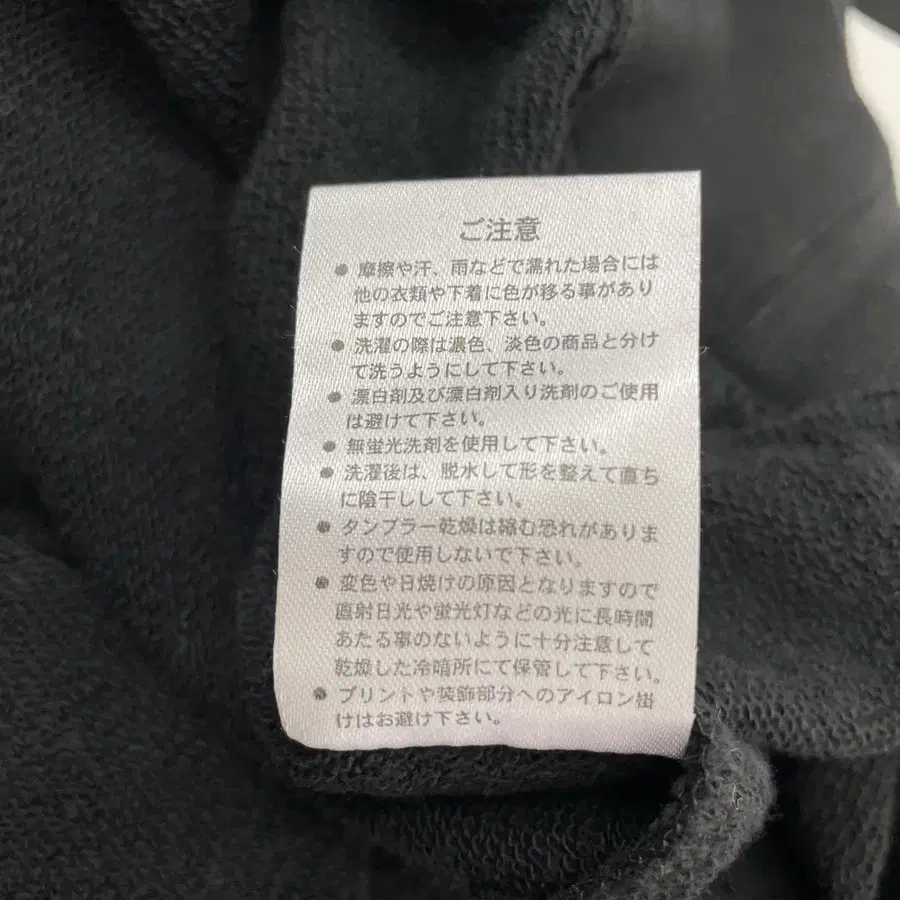 ご注意
● 摩擦や汗、雨などで濡れた場合には
他の衣類や下着に色が移る事があり
ますのでご注意下さい。
● 洗濯の際は濃色、淡色の商品と分け
て洗うようにして下さい。
● 漂白剤及び漂白剤入り洗剤のご使用
は避けて下さい。
● 無蛍光洗剤を使用して下さい。
● 洗濯後は、脱水して形を整えて直ち
に陰干しして下さい。
● タンブラー乾燥は縮む恐れがありま
すので使用しないで下さい。
● 変色や日焼けの原因となりますので
直射日光や蛍光灯などの光に長時間
あたる事のないように十分注意して
乾燥した冷暗所にて保管して下さい。
● プリントや装飾部分へのアイロン掛
けはお避け下さい。